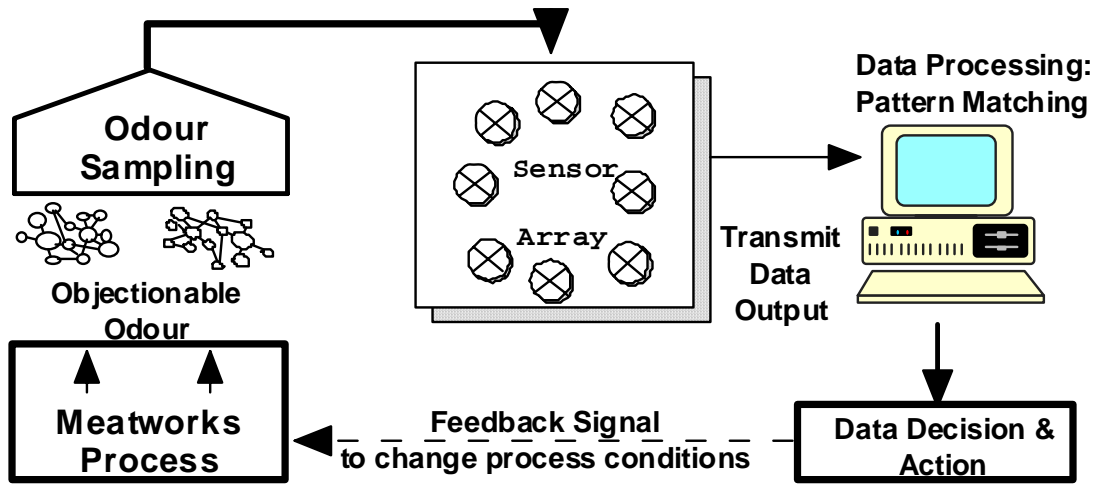 Odour
Sampling
Objectionable
Odour
Meatworks
Process
Sensor
Array
Transmit
Data
Output
Data Processing:
Pattern Matching
Data Decision &
Action
Feedback Signal
to change process conditions